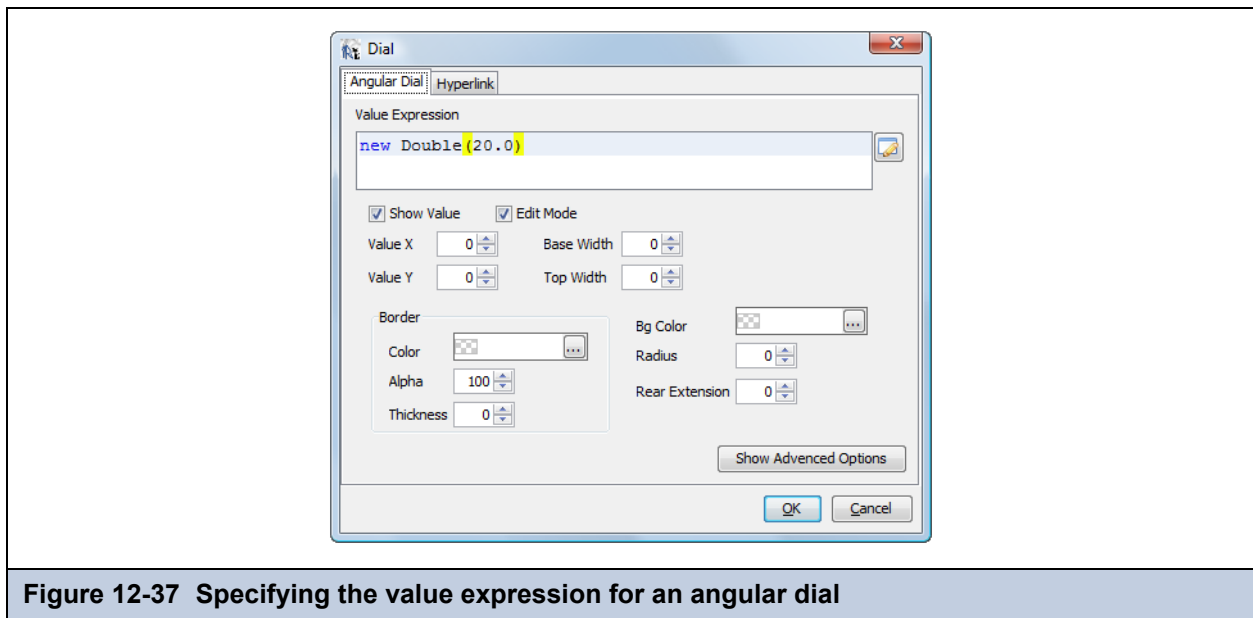 Dial
Angular Dial Hyperlink
Value Expression
new Double(20.0)
Show Value Edit Mode
Value X 0 Base Width 0
Value Y 0 Top Width 0
Border
Color ...
Alpha 100
Thickness 0
Bg Color ...
Radius 0
Rear Extension 0
Show Advanced Options
OK Cancel
Figure 12-37 Specifying the value expression for an angular dial